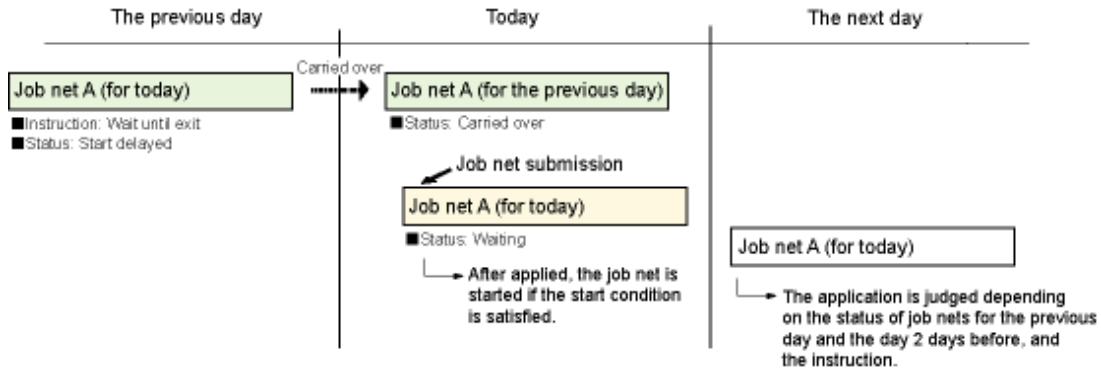 The previous day
Today
The next day
Carried over
Job net A (for today)
■Instruction: Wait until exit
■Status: Start delayed
Job net A (for the previous day)
■Status: Carried over
Job net submission
Job net A (for today)
■Status: Waiting
After applied, the job net is
started if the start condition
is satisfied.
Job net A (for today)
The application is judged depending
on the status of job nets for the previous
day and the day 2 days before, and
the instruction.